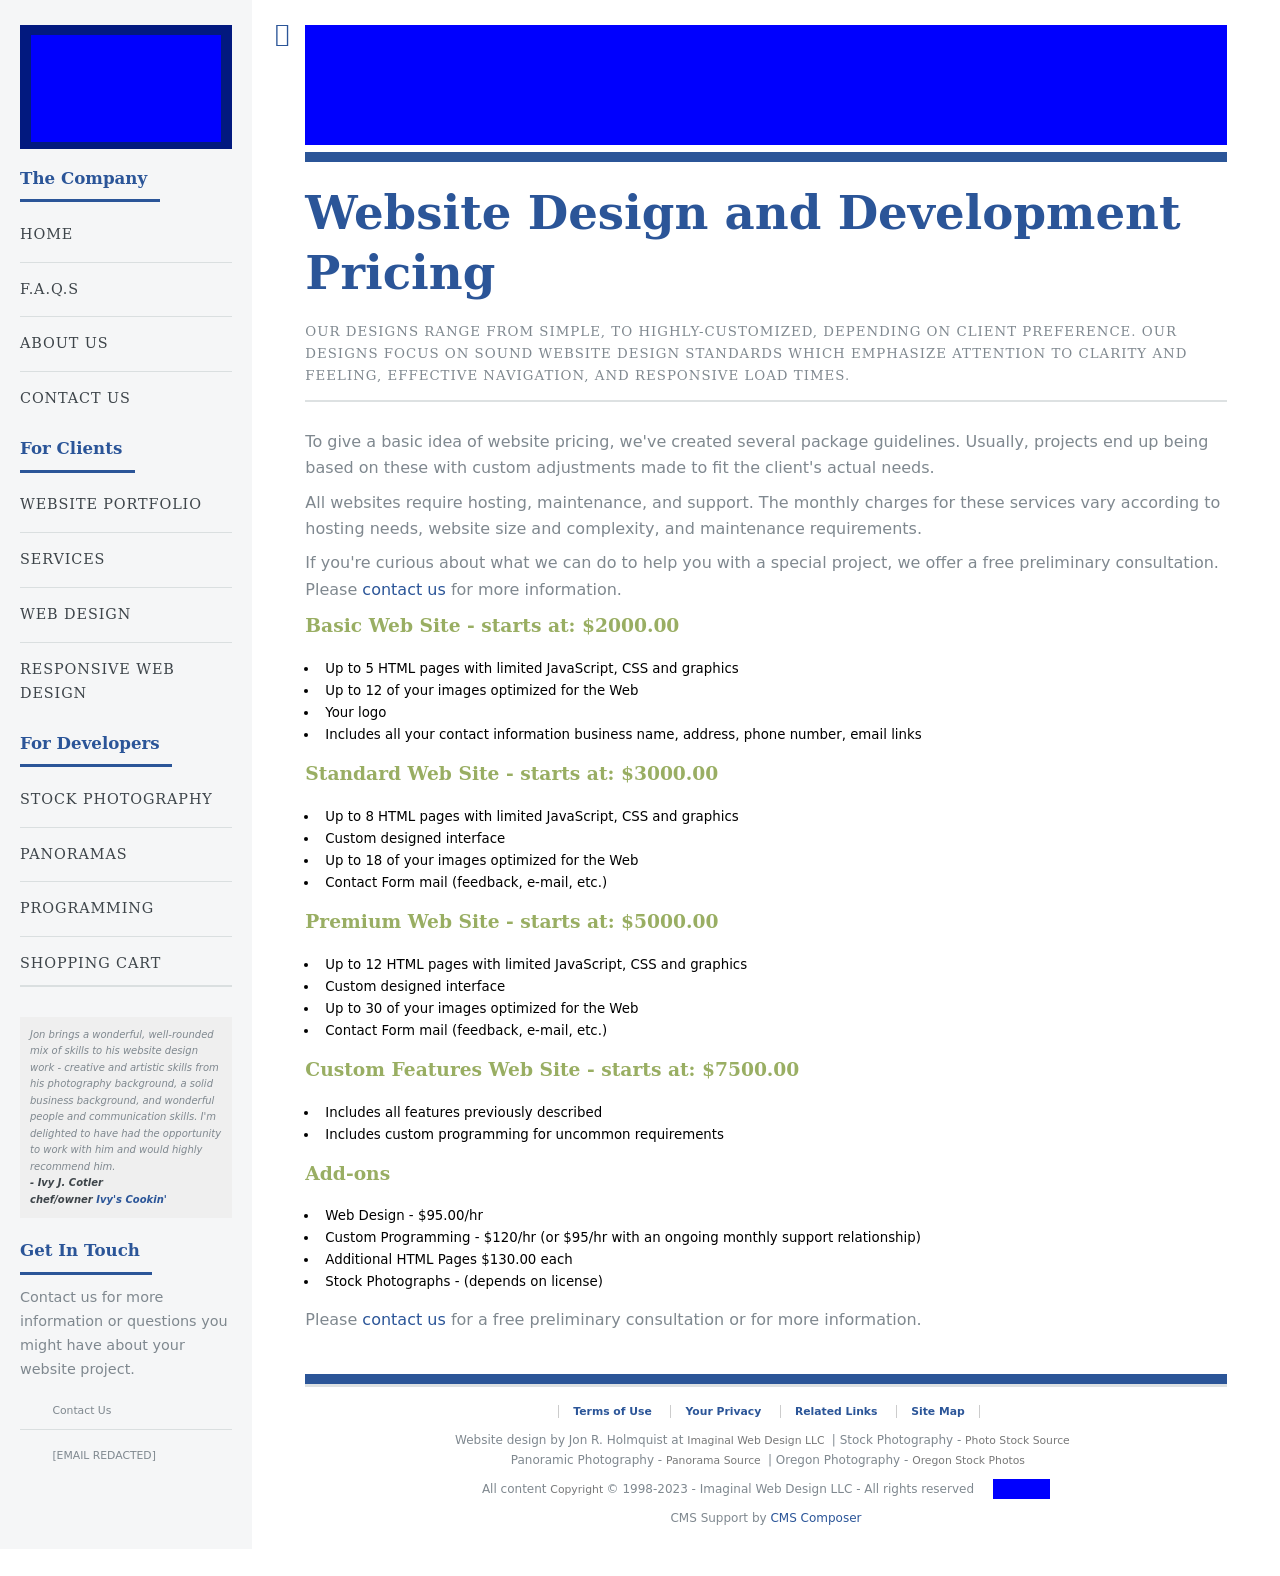 The Company
HOME
F.A.Q.S
ABOUT US
CONTACT US
For Clients
WEBSITE PORTFOLIO
SERVICES
WEB DESIGN
RESPONSIVE WEB
DESIGN
For Developers
STOCK PHOTOGRAPHY
PANORAMAS
PROGRAMMING
SHOPPING CART
Jon brings a wonderful, well-rounded
mix of skills to his website design
work - creative and artistic skills from
his photography background, a solid
business background, and wonderful
people and communication skills. I'm
delighted to have had the opportunity
to work with him and would highly
recommend him.
- Ivy J. Cotler
chef/owner Ivy's Cookin'
Get In Touch
Contact us for more
information or questions you
might have about your
website project.
Contact Us
[EMAIL REDACTED]
Website Design and Development
Pricing
OUR DESIGNS RANGE FROM SIMPLE, TO HIGHLY-CUSTOMIZED, DEPENDING ON CLIENT PREFERENCE. OUR
DESIGNS FOCUS ON SOUND WEBSITE DESIGN STANDARDS WHICH EMPHASIZE ATTENTION TO CLARITY AND
FEELING, EFFECTIVE NAVIGATION, AND RESPONSIVE LOAD TIMES.
To give a basic idea of website pricing, we've created several package guidelines. Usually, projects end up being
based on these with custom adjustments made to fit the client's actual needs.
All websites require hosting, maintenance, and support. The monthly charges for these services vary according to
hosting needs, website size and complexity, and maintenance requirements.
If you're curious about what we can do to help you with a special project, we offer a free preliminary consultation.
Please contact us for more information.
Basic Web Site - starts at: $2000.00
• Up to 5 HTML pages with limited JavaScript, CSS and graphics
• Up to 12 of your images optimized for the Web
• Your logo
• Includes all your contact information business name, address, phone number, email links
Standard Web Site - starts at: $3000.00
• Up to 8 HTML pages with limited JavaScript, CSS and graphics
• Custom designed interface
• Up to 18 of your images optimized for the Web
• Contact Form mail (feedback, e-mail, etc.)
Premium Web Site - starts at: $5000.00
• Up to 12 HTML pages with limited JavaScript, CSS and graphics
• Custom designed interface
• Up to 30 of your images optimized for the Web
• Contact Form mail (feedback, e-mail, etc.)
Custom Features Web Site - starts at: $7500.00
• Includes all features previously described
• Includes custom programming for uncommon requirements
Add-ons
• Web Design - $95.00/hr
• Custom Programming - $120/hr (or $95/hr with an ongoing monthly support relationship)
• Additional HTML Pages $130.00 each
• Stock Photographs - (depends on license)
Please contact us for a free preliminary consultation or for more information.
Terms of Use | Your Privacy | Related Links | Site Map
Website design by Jon R. Holmquist at Imaginal Web Design LLC | Stock Photography - Photo Stock Source
Panoramic Photography - Panorama Source | Oregon Photography - Oregon Stock Photos
All content Copyright © 1998-2023 - Imaginal Web Design LLC - All rights reserved
CMS Support by CMS Composer